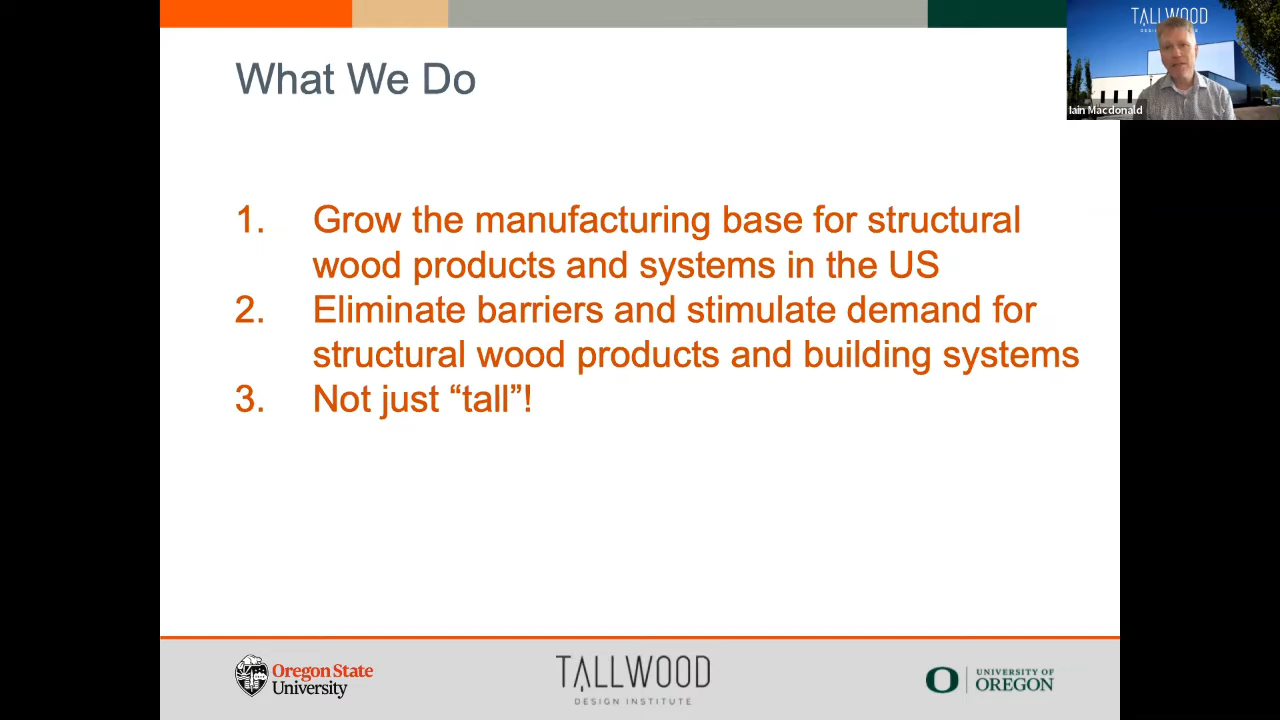 TALLWOOD
Iain Macdonald
What We Do
1. Grow the manufacturing base for structural
wood products and systems in the US
2. Eliminate barriers and stimulate demand for
structural wood products and building systems
3. Not just “tall”!
Oregon State
University
TALLWOOD
DESIGN INSTITUTE
UNIVERSITY OF
OREGON